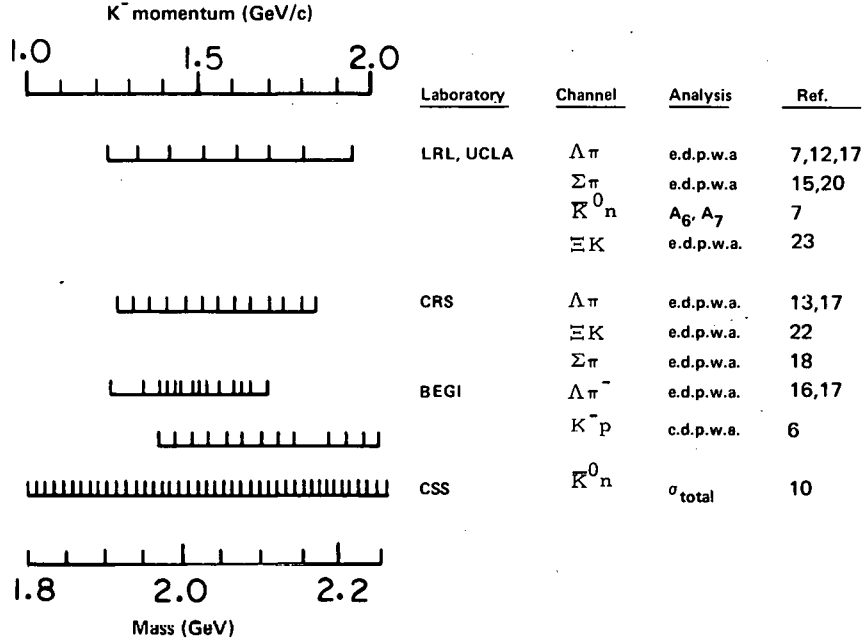 K⁻ momentum (GeV/c)
1.0 1.5 2.0
Laboratory Channel Analysis Ref.
LRL, UCLA Λπ e.d.p.w.a 7,12,17
Σπ e.d.p.w.a 15,20
K̅⁰n A₆, A₇ 7
ΞK e.d.p.w.a. 23
CRS Λπ e.d.p.w.a. 13,17
ΞK e.d.p.w.a. 22
Σπ e.d.p.w.a. 18
BEGI Λπ⁻ e.d.p.w.a. 16,17
K⁻p c.d.p.w.a. 6
CSS K̅⁰n σtotal 10
1.8 2.0 2.2
Mass (GeV)